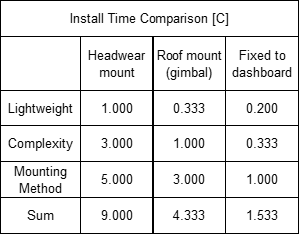 Install Time Comparison [C]
Headwear mount Roof mount (gimbal) Fixed to dashboard
Lightweight 1.000 0.333 0.200
Complexity 3.000 1.000 0.333
Mounting Method 5.000 3.000 1.000
Sum 9.000 4.333 1.533